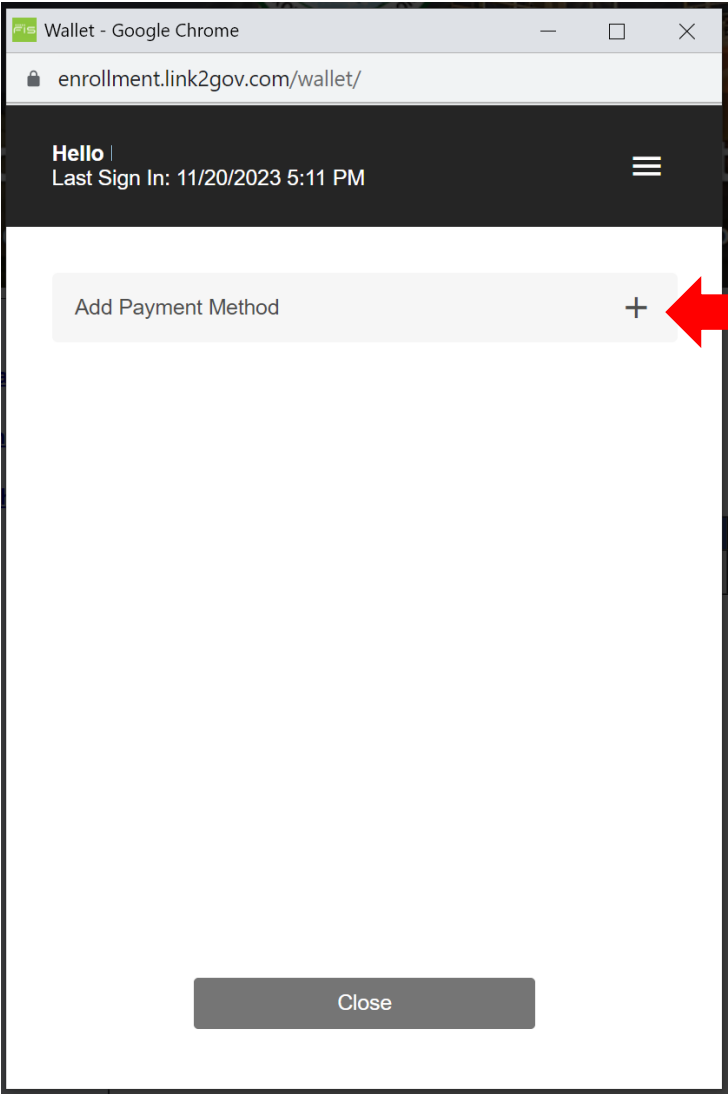 Fis Wallet - Google Chrome
enrollment.link2gov.com/wallet/
Hello
Last Sign In: 11/20/2023 5:11 PM
Add Payment Method +
Close